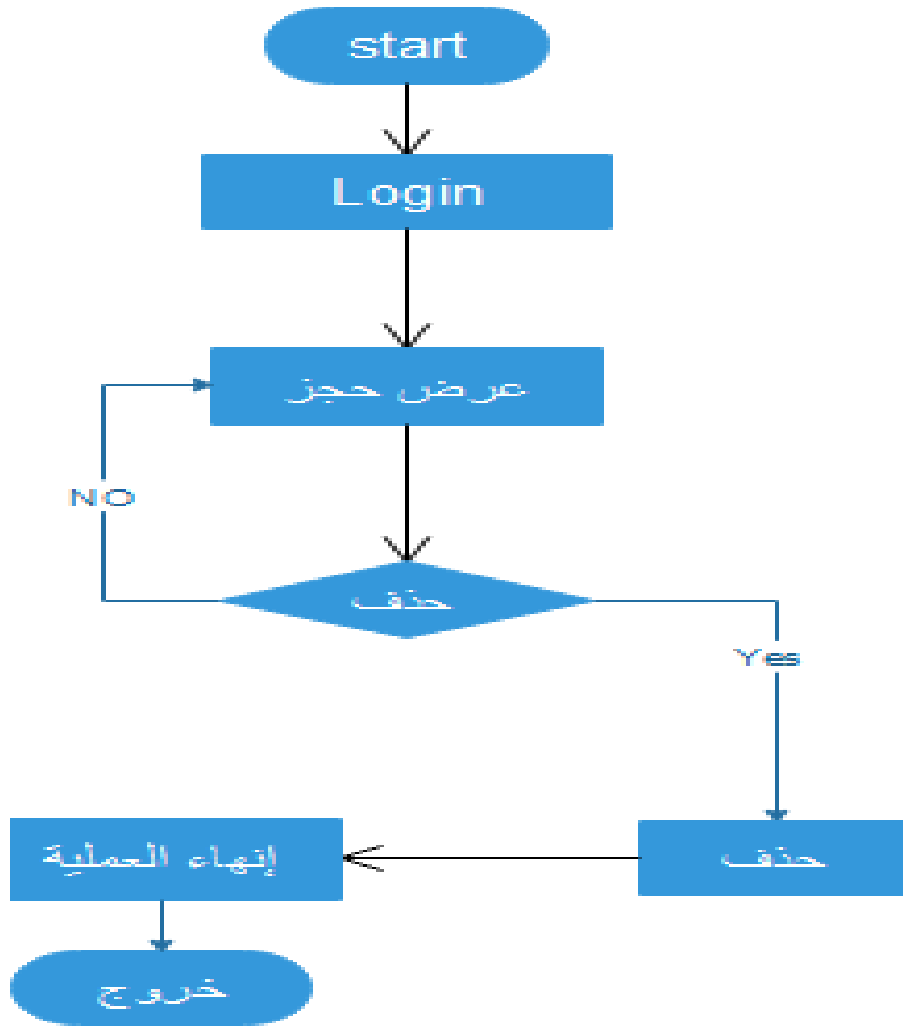 start
Login
عرض حجز
NO
حذف
Yes
حذف
إنهاء العملية
خروج